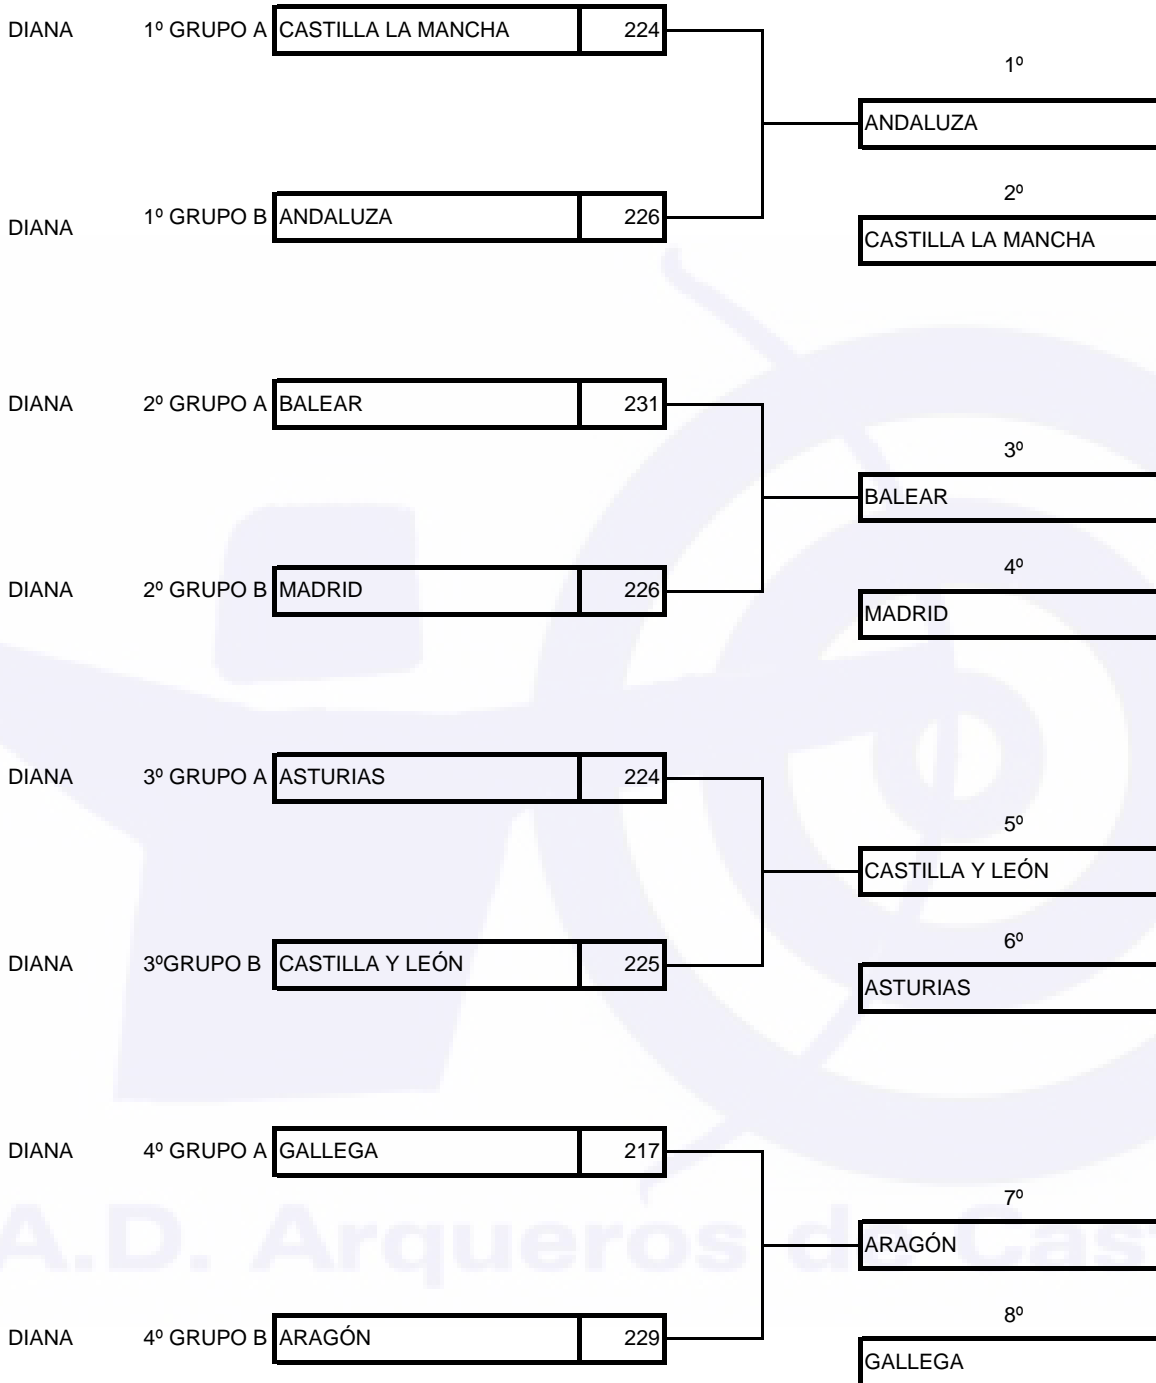 DIANA 1º GRUPO A CASTILLA LA MANCHA 224
1º
ANDALUZA
2º
DIANA 1º GRUPO B ANDALUZA 226
CASTILLA LA MANCHA
DIANA 2º GRUPO A BALEAR 231
3º
BALEAR
4º
DIANA 2º GRUPO B MADRID 226
MADRID
DIANA 3º GRUPO A ASTURIAS 224
5º
CASTILLA Y LEÓN
6º
DIANA 3ºGRUPO B CASTILLA Y LEÓN 225
ASTURIAS
DIANA 4º GRUPO A GALLEGA 217
7º
A.D. Arqueros de Cast
ARAGÓN
8º
DIANA 4º GRUPO B ARAGÓN 229
GALLEGA